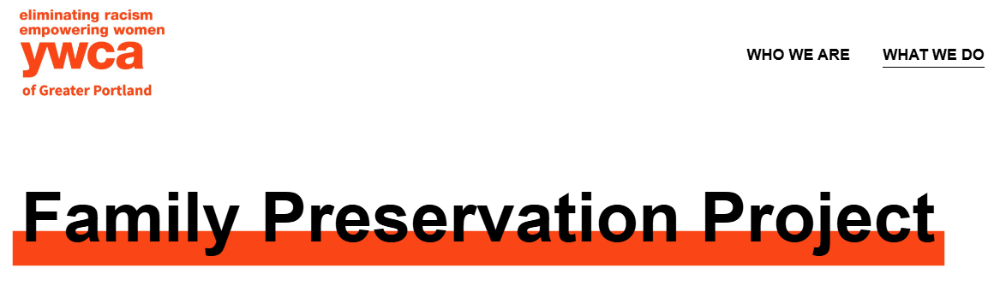 eliminating racism
empowering women
ywca
of Greater Portland
WHO WE ARE
WHAT WE DO
Family Preservation Project